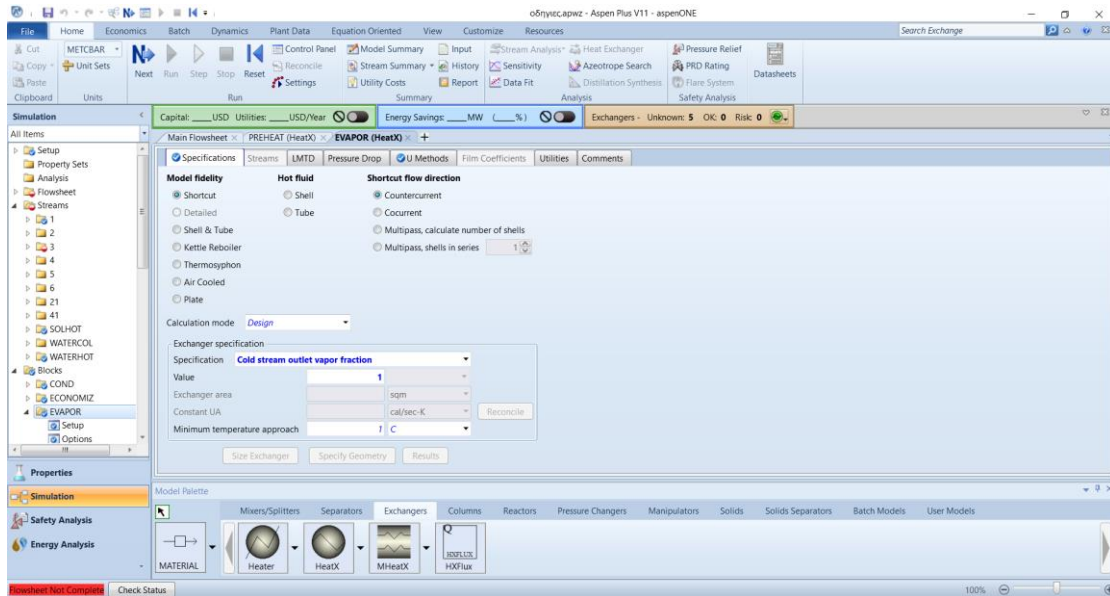 οδηγιες.apwz - Aspen Plus V11 - aspenONE
File Home Economics Batch Dynamics Plant Data Equation Oriented View Customize Resources Search Exchange
Cut METCBAR Control Panel Model Summary Input Stream Analysis Heat Exchanger Pressure Relief
Copy Unit Sets Next Run Step Stop Reset Reconcile Stream Summary History Sensitivity Azeotrope Search PRD Rating Datasheets
Paste Settings Utility Costs Report Data Fit Distillation Synthesis Flare System
Clipboard Units Run Summary Analysis Safety Analysis
Simulation Capital: ____USD Utilities: ____USD/Year Energy Savings: ____MW (____%) Exchangers - Unknown: 5 OK: 0 Risk: 0
All Items Main Flowsheet PREHEAT (HeatX) EVAPOR (HeatX) +
Setup
Property Sets
Analysis
Flowsheet
Streams
1
2
3
4
5
6
21
41
SOLHOT
WATERCOL
WATERHOT
Blocks
COND
ECONOMIZ
EVAPOR
Setup
Options
Properties
Simulation
Safety Analysis
Energy Analysis
Specifications Streams LMTD Pressure Drop U Methods Film Coefficients Utilities Comments
Model fidelity Hot fluid Shortcut flow direction
Shortcut Shell Countercurrent
Detailed Tube Cocurrent
Shell & Tube Multipass, calculate number of shells
Kettle Reboiler Multipass, shells in series 1
Thermosyphon
Air Cooled
Plate
Calculation mode Design
Exchanger specification
Specification Cold stream outlet vapor fraction
Value 1
Exchanger area sqm
Constant UA cal/sec-K Reconcile
Minimum temperature approach 1 C
Size Exchanger Specify Geometry Results
Model Palette
Mixers/Splitters Separators Exchangers Columns Reactors Pressure Changers Manipulators Solids Solids Separators Batch Models User Models
Q
HXFLUX
MATERIAL Heater HeatX MHeatX HXFlux
Flowsheet Not Complete Check Status 100%